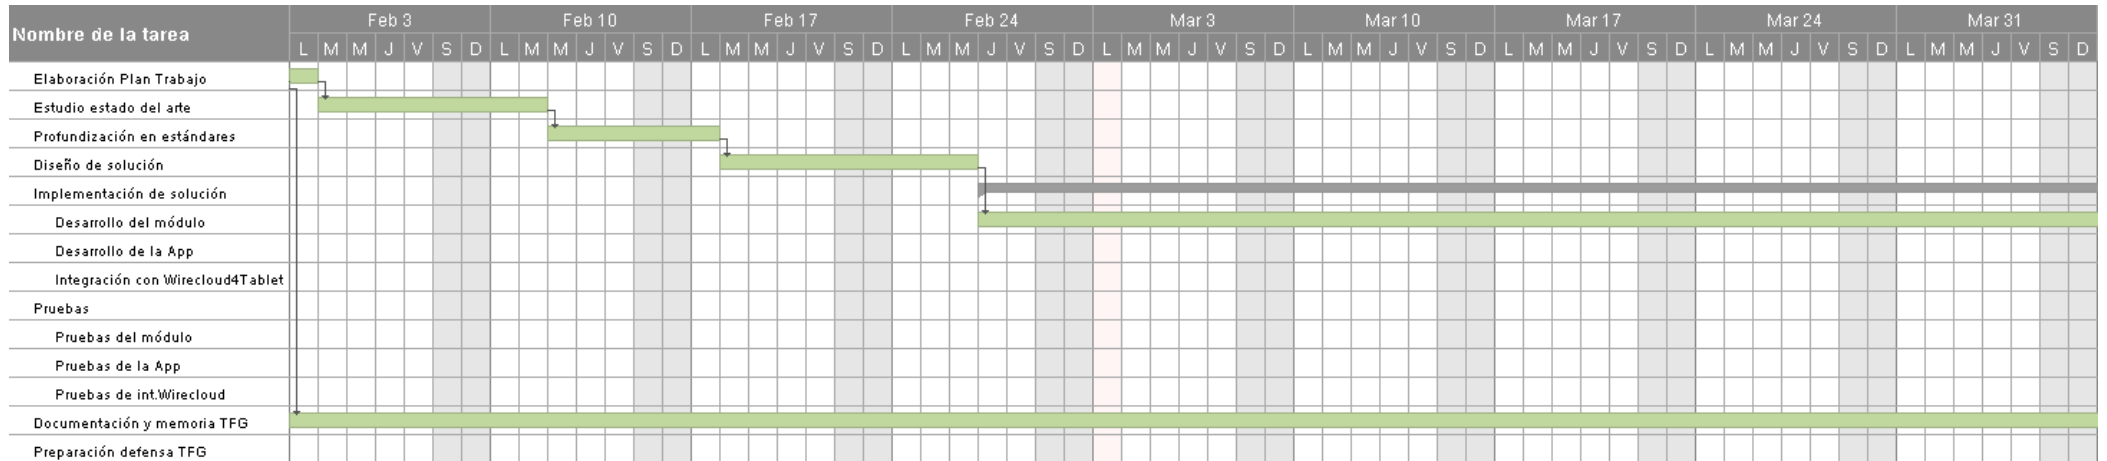 Nombre de la tarea
Feb 3 Feb 10 Feb 17 Feb 24 Mar 3 Mar 10 Mar 17 Mar 24 Mar 31
L M M J V S D L M M J V S D L M M J V S D L M M J V S D L M M J V S D L M M J V S D L M M J V S D L M M J V S D L M M J V S D
Elaboración Plan Trabajo
Estudio estado del arte
Profundización en estándares
Diseño de solución
Implementación de solución
Desarrollo del módulo
Desarrollo de la App
Integración con Wirecloud4Tablet
Pruebas
Pruebas del módulo
Pruebas de la App
Pruebas de int.Wirecloud
Documentación y memoria TFG
Preparación defensa TFG